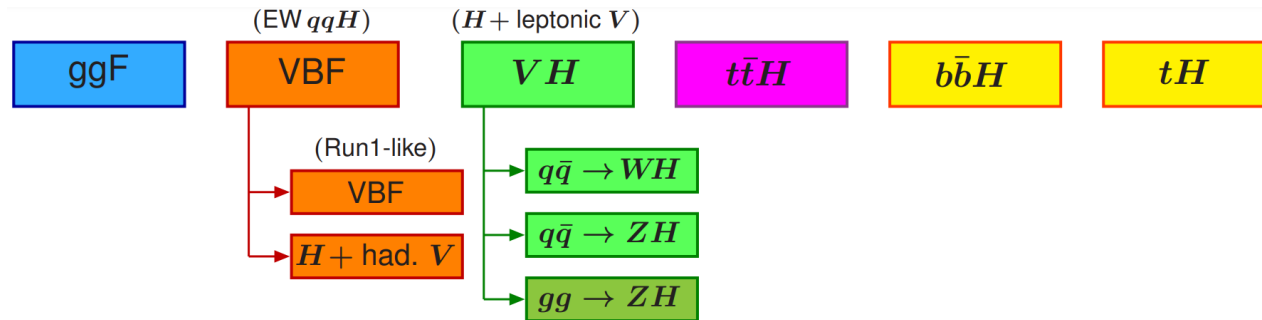 (EW qqH) (H + leptonic V)
ggF VBF VH tt̄H bb̄H tH
(Run1-like)
VBF
H + had. V
qq̄ → WH
qq̄ → ZH
gg → ZH